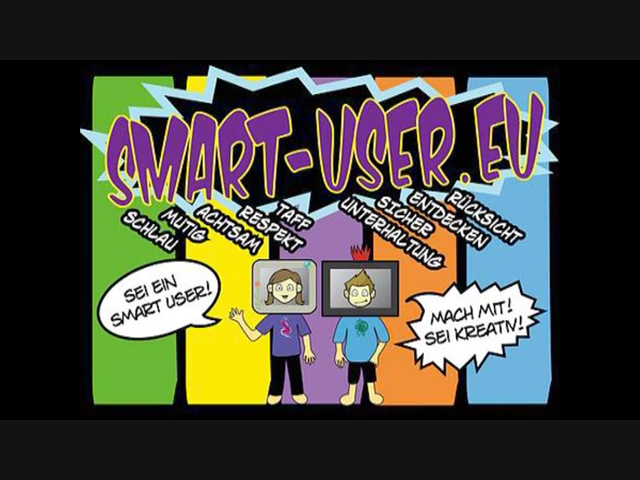 SMART-USER.EU
SCHLAU
MUTIG
ACHTSAM
RESPEKT
TAFF
UNTERHALTUNG
SICHER
ENTDECKEN
RÜCKSICHT
SEI EIN
SMART USER!
MACH MIT!
SEI KREATIV!